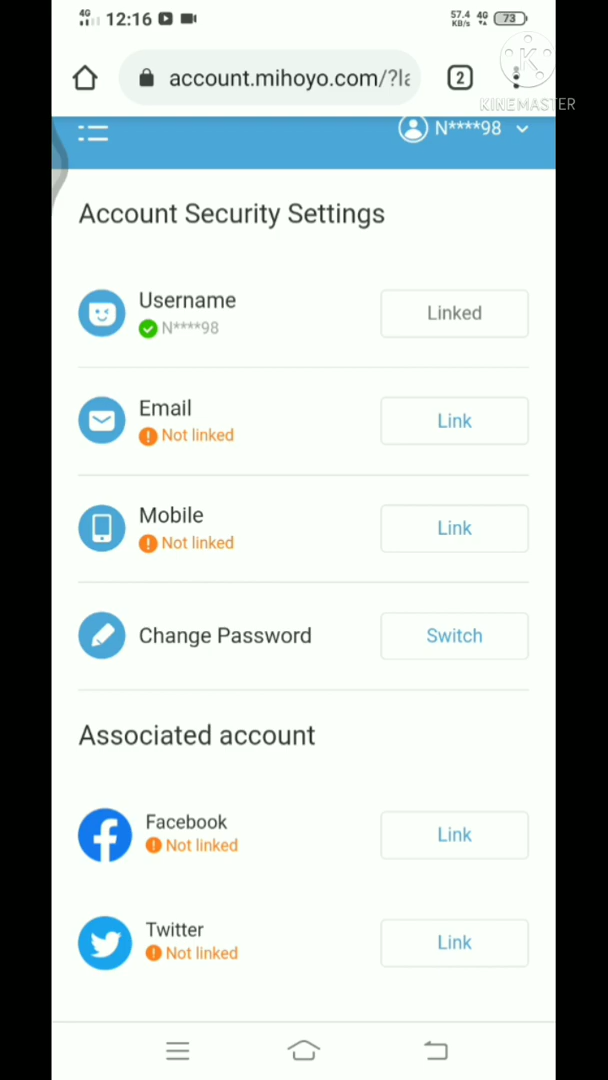 4G 12:16 57.4 KB/s 4G 73
account.mihoyo.com/?la 2
K
KINEMASTER
N****98
Account Security Settings
Username
N****98
Linked
Email
Not linked
Link
Mobile
Not linked
Link
Change Password
Switch
Associated account
Facebook
Not linked
Link
Twitter
Not linked
Link